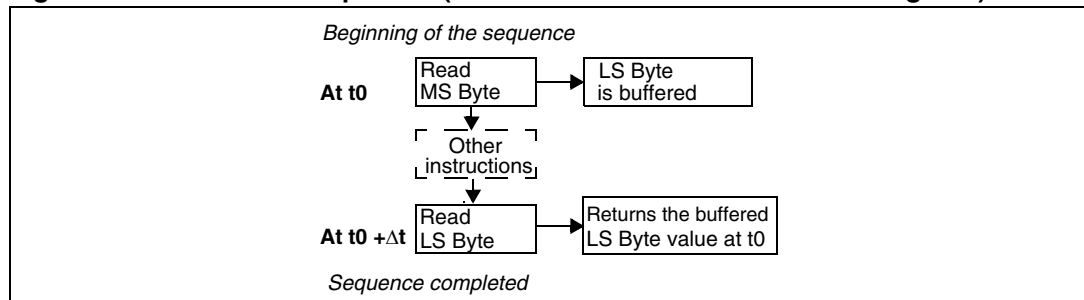 Beginning of the sequence
At t0
Read
MS Byte
LS Byte
is buffered
Other
instructions
At t0 +Δt
Read
LS Byte
Returns the buffered
LS Byte value at t0
Sequence completed